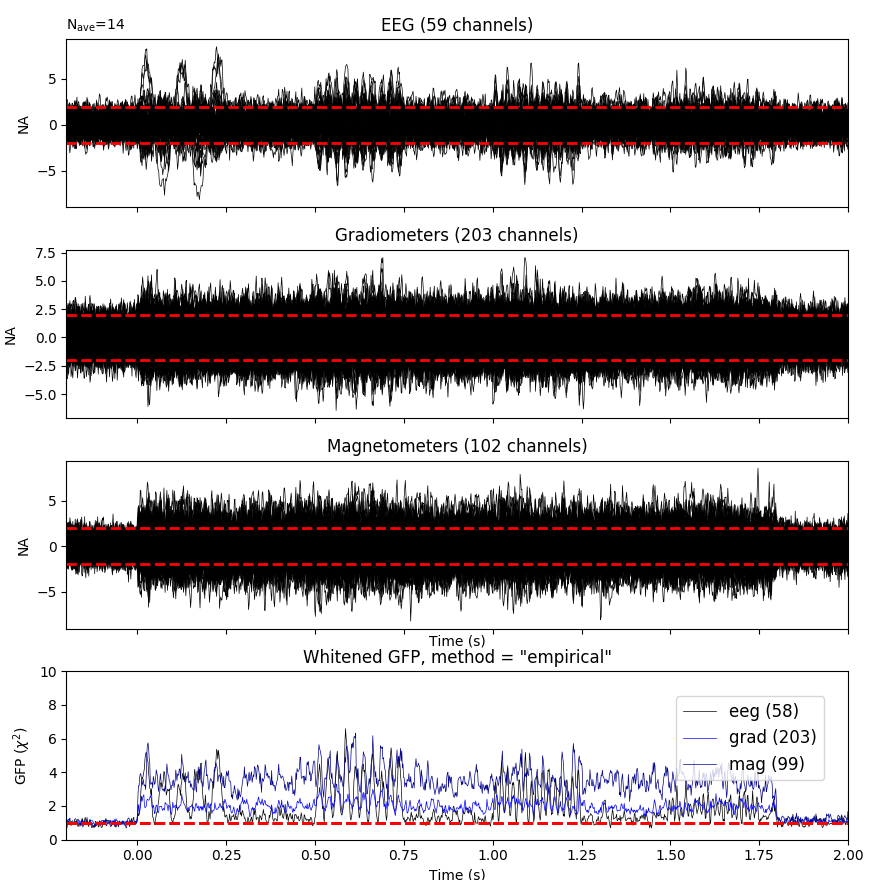 N_ave=14
EEG (59 channels)
5
0
−5
NA
Gradiometers (203 channels)
7.5
5.0
2.5
0.0
−2.5
−5.0
NA
Magnetometers (102 channels)
5
0
−5
NA
Time (s)
Whitened GFP, method = "empirical"
10
8
6
4
2
0
GFP (χ²)
eeg (58)
grad (203)
mag (99)
0.00 0.25 0.50 0.75 1.00 1.25 1.50 1.75 2.00
Time (s)